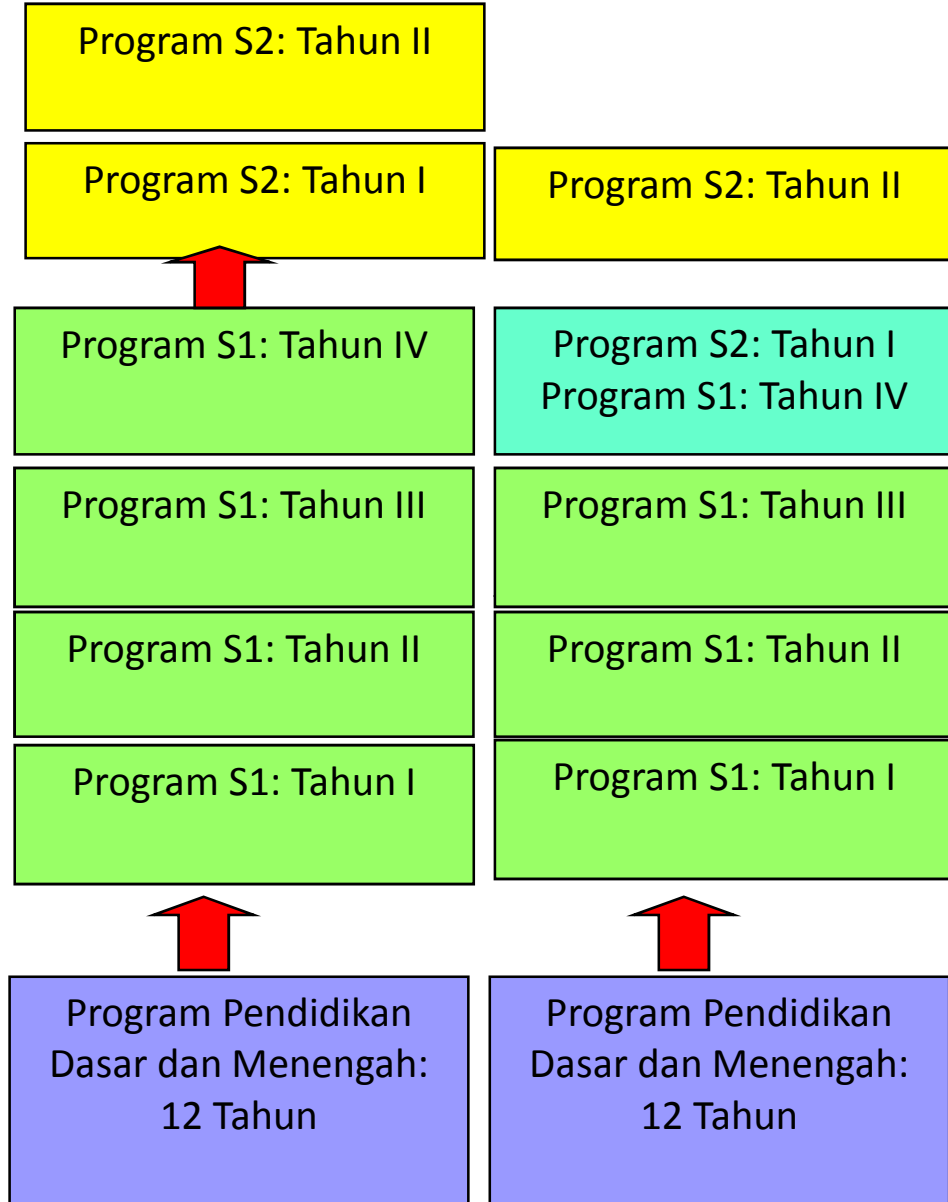 Program S2: Tahun II
Program S2: Tahun I
Program S2: Tahun II
Program S1: Tahun IV
Program S2: Tahun I
Program S1: Tahun IV
Program S1: Tahun III
Program S1: Tahun III
Program S1: Tahun II
Program S1: Tahun II
Program S1: Tahun I
Program S1: Tahun I
Program Pendidikan
Dasar dan Menengah:
12 Tahun
Program Pendidikan
Dasar dan Menengah:
12 Tahun